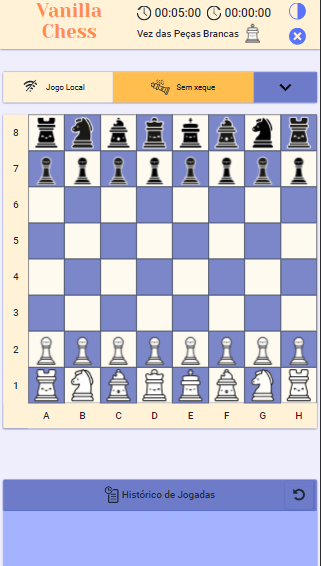 Vanilla
Chess
00:05:00 00:00:00
Vez das Peças Brancas
Jogo Local
Sem xeque
8
7
6
5
4
3
2
1
A B C D E F G H
Histórico de Jogadas